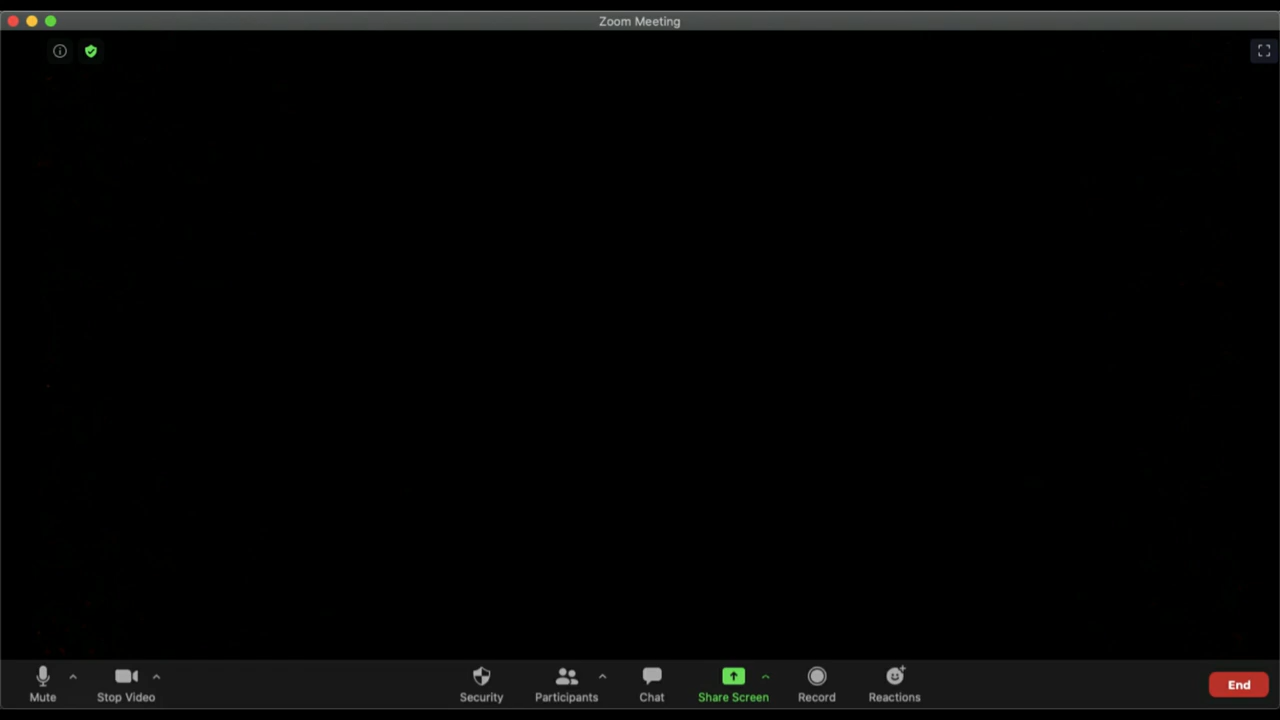 Zoom Meeting
Mute
Stop Video
Security
Participants
Chat
Share Screen
Record
Reactions
End